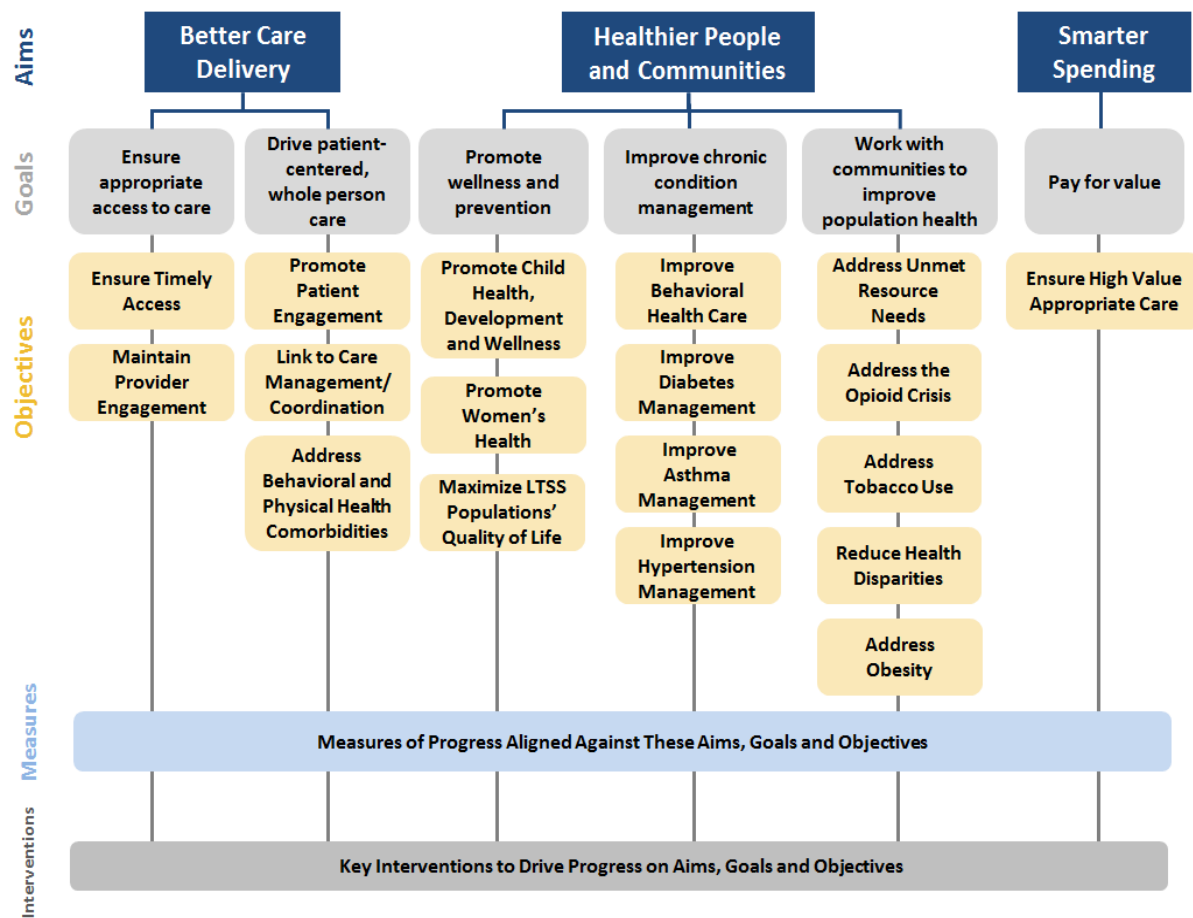 Aims
Better Care
Delivery
Healthier People
and Communities
Smarter
Spending
Goals
Ensure
appropriate
access to care
Drive patient-
centered,
whole person
care
Promote
wellness and
prevention
Improve chronic
condition
management
Work with
communities to
improve
population health
Pay for value
Objectives
Ensure Timely
Access
Maintain
Provider
Engagement
Promote
Patient
Engagement
Link to Care
Management/
Coordination
Address
Behavioral and
Physical Health
Comorbidities
Promote Child
Health,
Development
and Wellness
Promote
Women's
Health
Maximize LTSS
Populations'
Quality of Life
Improve
Behavioral
Health Care
Improve
Diabetes
Management
Improve
Asthma
Management
Improve
Hypertension
Management
Address Unmet
Resource
Needs
Address the
Opioid Crisis
Address
Tobacco Use
Reduce Health
Disparities
Address
Obesity
Ensure High Value
Appropriate Care
Measures
Measures of Progress Aligned Against These Aims, Goals and Objectives
Interventions
Key Interventions to Drive Progress on Aims, Goals and Objectives